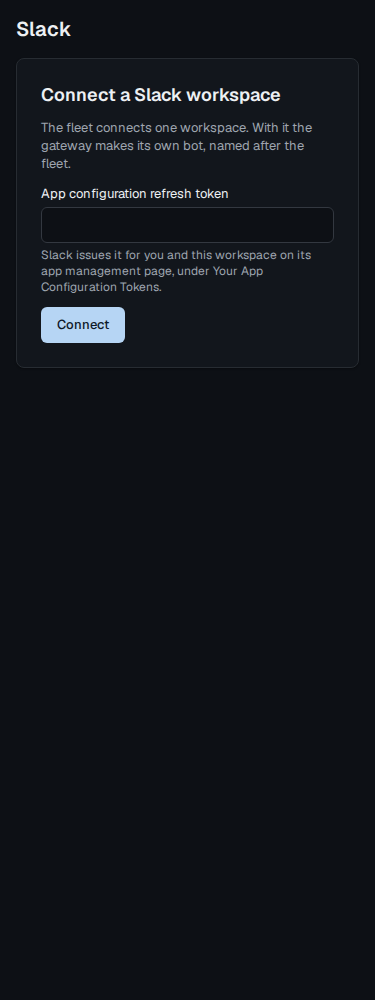 Slack
Connect a Slack workspace
The fleet connects one workspace. With it the
gateway makes its own bot, named after the
fleet.
App configuration refresh token
Slack issues it for you and this workspace on its
app management page, under Your App
Configuration Tokens.
Connect